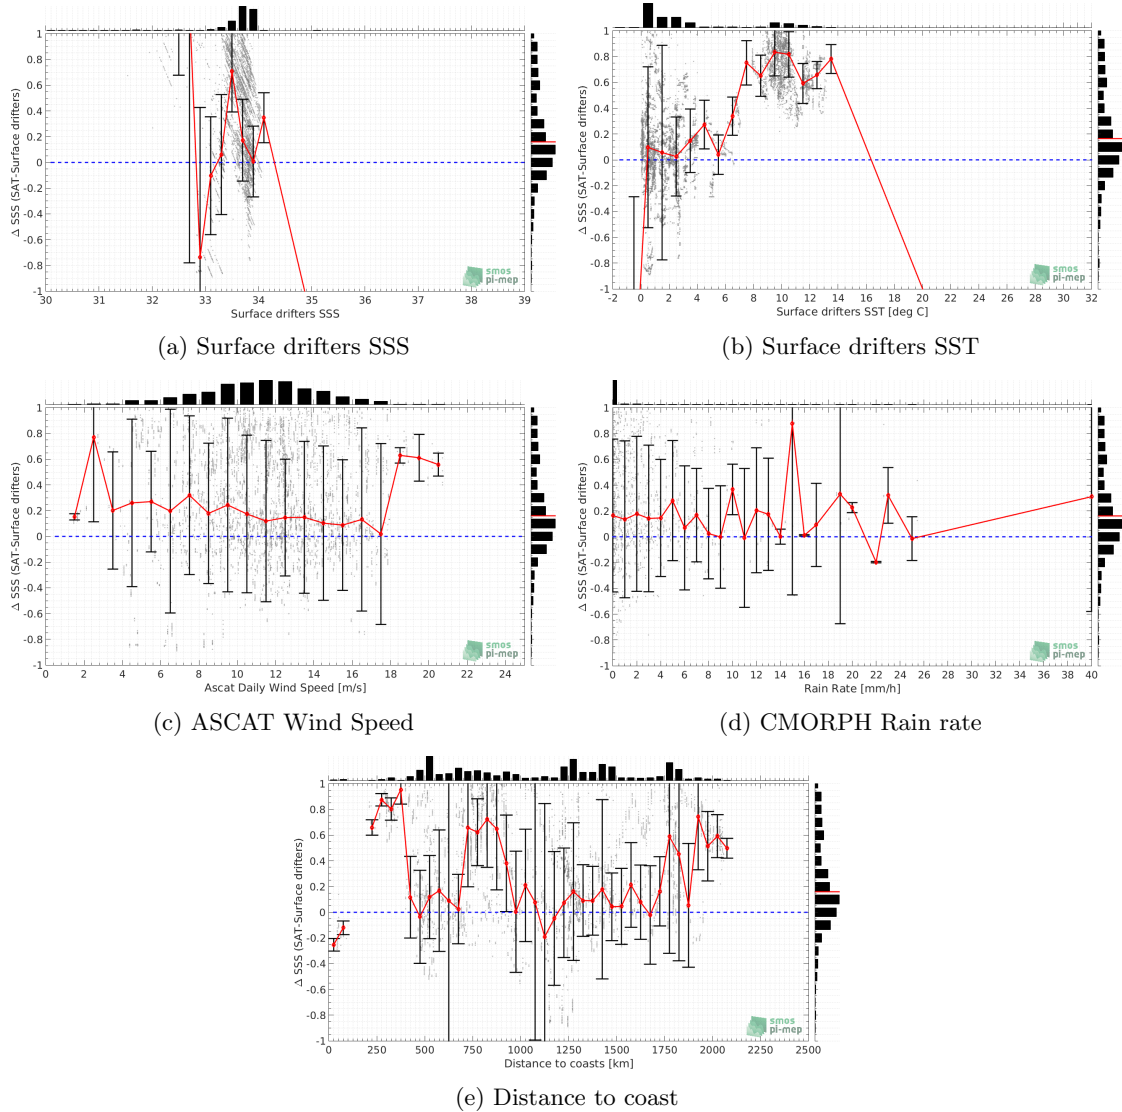 1
0.8
0.6
0.4
0.2
0
-0.2
-0.4
-0.6
-0.8
-1
Δ SSS (SAT-Surface drifters)
smos
pi-mep
30 31 32 33 34 35 36 37 38 39
Surface drifters SSS
(a) Surface drifters SSS
1
0.8
0.6
0.4
0.2
0
-0.2
-0.4
-0.6
-0.8
-1
Δ SSS (SAT-Surface drifters)
smos
pi-mep
-2 0 2 4 6 8 10 12 14 16 18 20 22 24 26 28 30 32
Surface drifters SST [deg C]
(b) Surface drifters SST
1
0.8
0.6
0.4
0.2
0
-0.2
-0.4
-0.6
-0.8
-1
Δ SSS (SAT-Surface drifters)
smos
pi-mep
2 4 6 8 10 12 14 16 18 20 22 24
Ascat Daily Wind Speed [m/s]
(c) ASCAT Wind Speed
1
0.8
0.6
0.4
0.2
0
-0.2
-0.4
-0.6
-0.8
-1
Δ SSS (SAT-Surface drifters)
smos
pi-mep
0 2 4 6 8 10 12 14 16 18 20 22 24 26 28 30 32 34 36 38 40
Rain Rate [mm/h]
(d) CMORPH Rain rate
1
0.8
0.6
0.4
0.2
0
-0.2
-0.4
-0.6
-0.8
-1
Δ SSS (SAT-Surface drifters)
smos
pi-mep
0 250 500 750 1000 1250 1500 1750 2000 2250 2500
Distance to coasts [km]
(e) Distance to coast